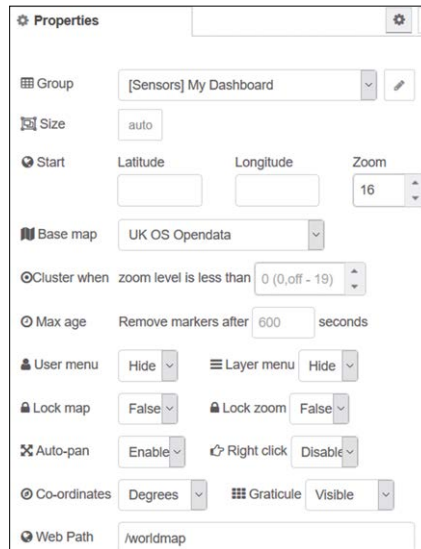 Properties
Group [Sensors] My Dashboard
Size auto
Start Latitude Longitude Zoom
16
Base map UK OS Opendata
Cluster when zoom level is less than 0 (0,off - 19)
Max age Remove markers after 600 seconds
User menu Hide Layer menu Hide
Lock map False Lock zoom False
Auto-pan Enable Right click Disable
Co-ordinates Degrees Graticule Visible
Web Path /worldmap